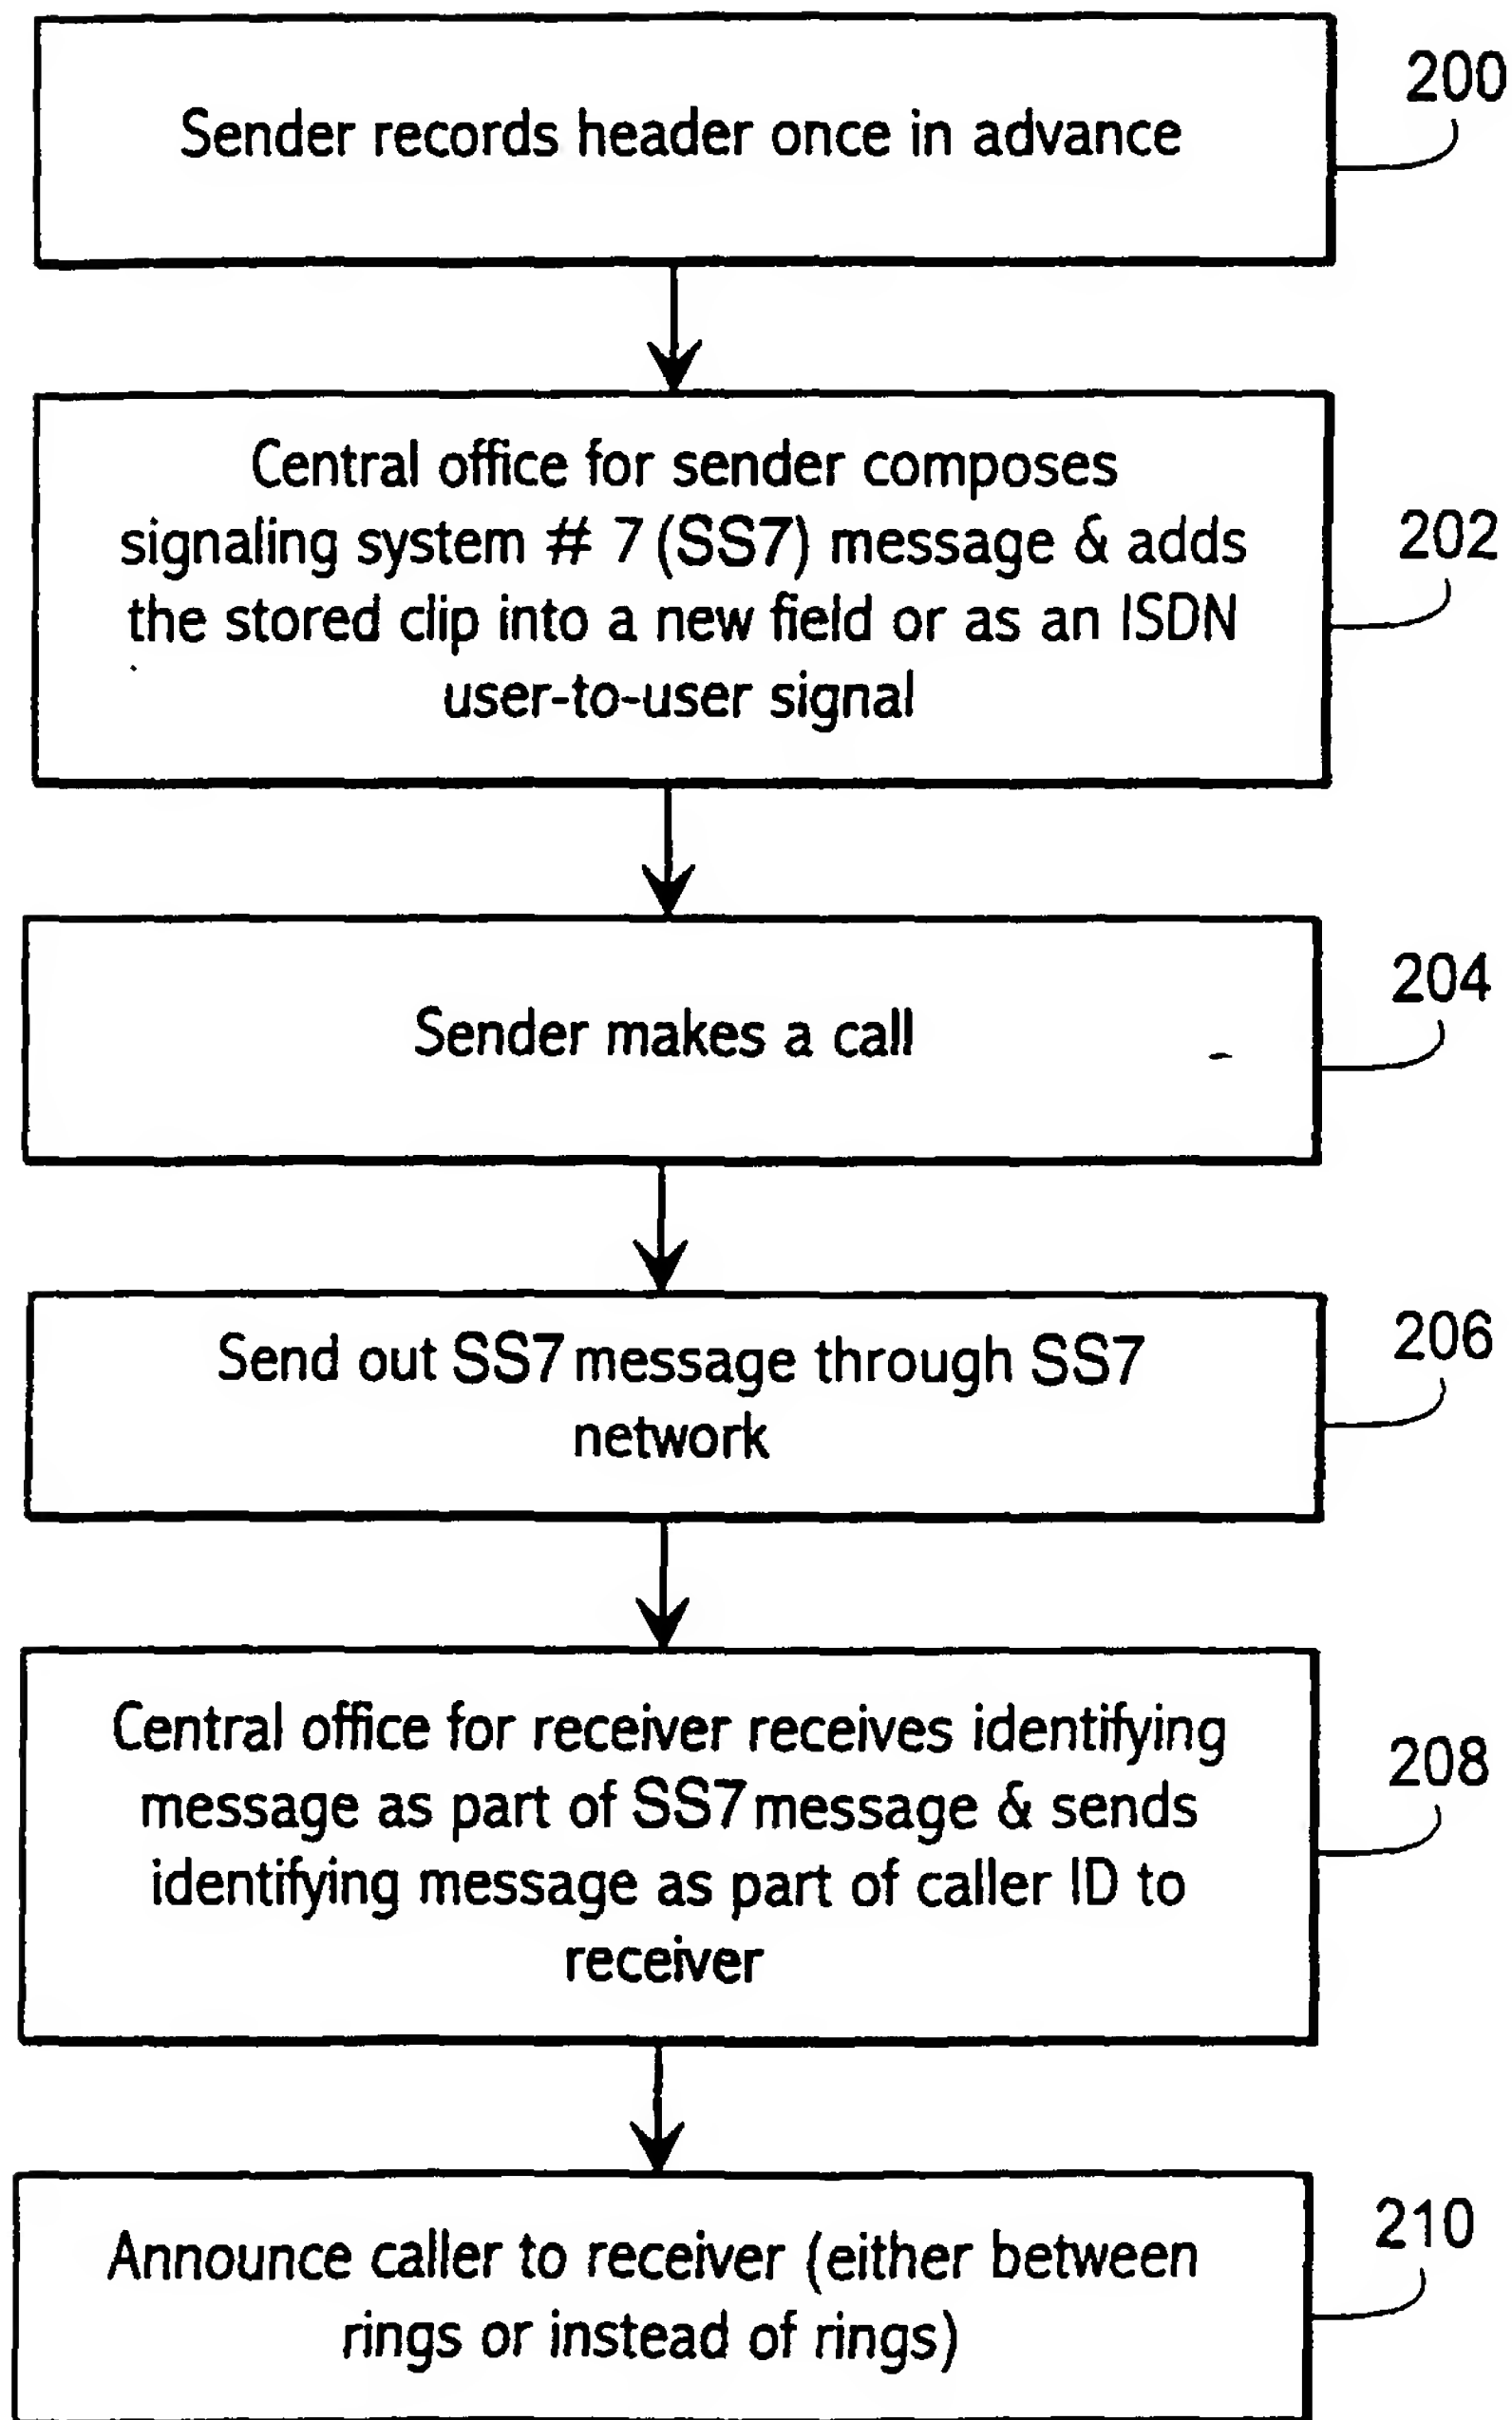 Sender records header once in advance
200
Central office for sender composes
signaling system # 7 (SS7) message & adds
the stored clip into a new field or as an ISDN
user-to-user signal
202
Sender makes a call
204
Send out SS7 message through SS7
network
206
Central office for receiver receives identifying
message as part of SS7 message & sends
identifying message as part of caller ID to
receiver
208
Announce caller to receiver (either between
rings or instead of rings)
210